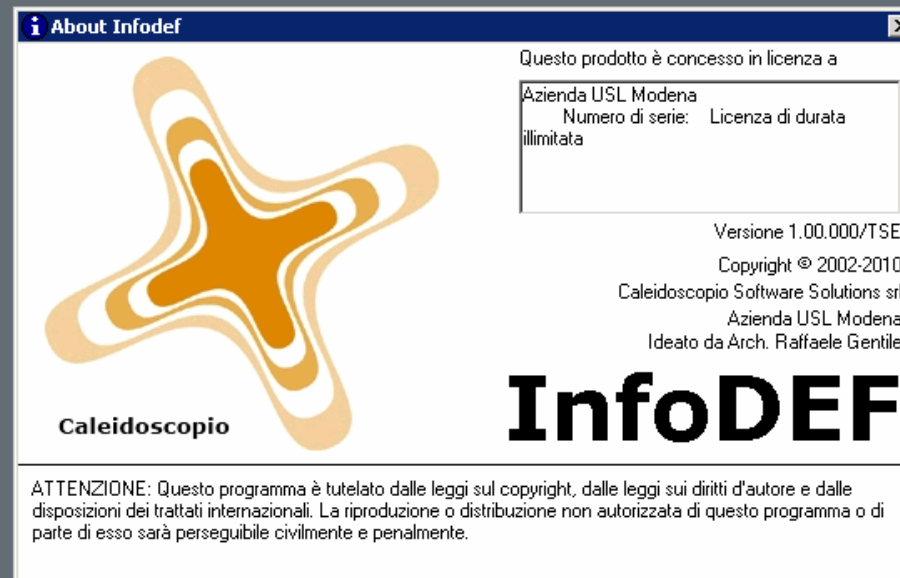 About Infodef
Questo prodotto è concesso in licenza a
Azienda USL Modena
Numero di serie: Licenza di durata
illimitata
Versione 1.00.000/TSE
Copyright © 2002-2010
Caleidoscopio Software Solutions srl
Azienda USL Modena
Ideato da Arch. Raffaele Gentile
Caleidoscopio
InfoDEF
ATTENZIONE: Questo programma è tutelato dalle leggi sul copyright, dalle leggi sui diritti d'autore e dalle
disposizioni dei trattati internazionali. La riproduzione o distribuzione non autorizzata di questo programma o di
parte di esso sarà perseguibile civilmente e penalmente.